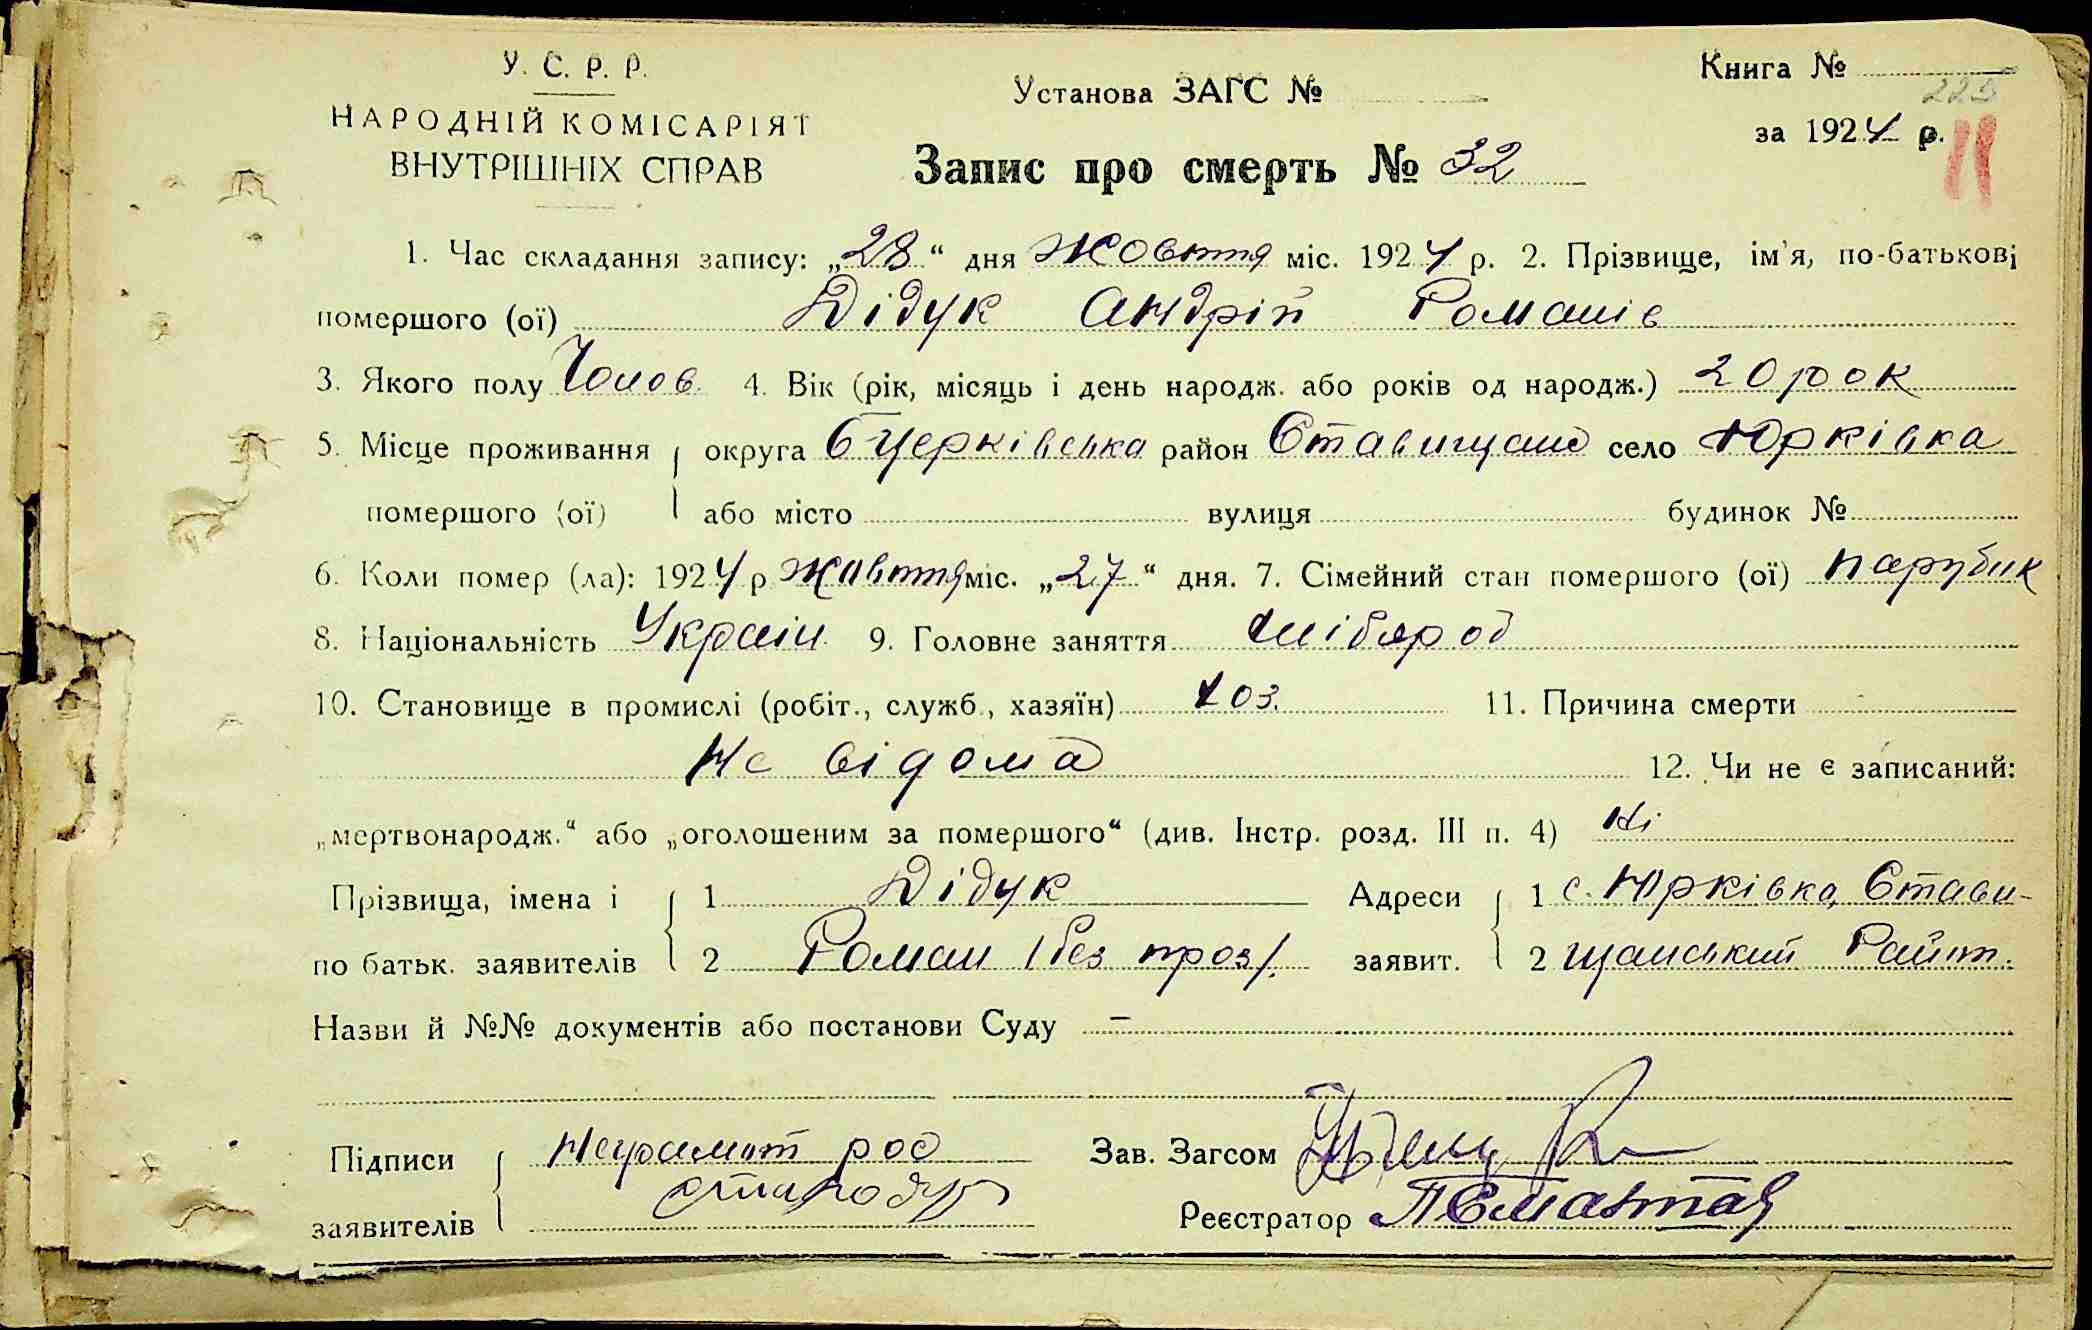 У. С. Р. Р.
НАРОДНІЙ КОМІСАРІЯТ
ВНУТРІШНІХ СПРАВ
Установа ЗАГС №
Книга №
225
за 1924 р.
11
Запис про смерть № 32
1. Час складання запису: „28“ дня Жовтня міс. 1924 р. 2. Прізвище, ім'я, по-батькові
помершого (ої) Дідук Андрій Романів
3. Якого полу Чолов. 4. Вік (рік, місяць і день народж. або років од народж.) 20 рок
5. Місце проживання округа БЦерківська район Ставищан село Юрківка
помершого (ої) або місто вулиця будинок №
6. Коли помер (ла): 1924 р Жовтня міс. „27“ дня. 7. Сімейний стан помершого (ої) парубик
8. Національність Україн 9. Головне заняття хлібороб
10. Становище в промислі (робіт., служб., хазяїн) хоз. 11. Причина смерти
Не відома 12. Чи не є записаний:
„мертвонародж.“ або „оголошеним за помершого“ (див. Інстр. розд. III п. 4) Ні
Прізвища, імена і 1 Дідук Адреси 1 с. Юрківка, Стави-
по батьк. заявителів 2 Роман (без проз). заявит. 2 щанський Район.
Назви й №№ документів або постанови Суду –
Підписи Неграмот Зав. Загсом
заявителів Реєстратор